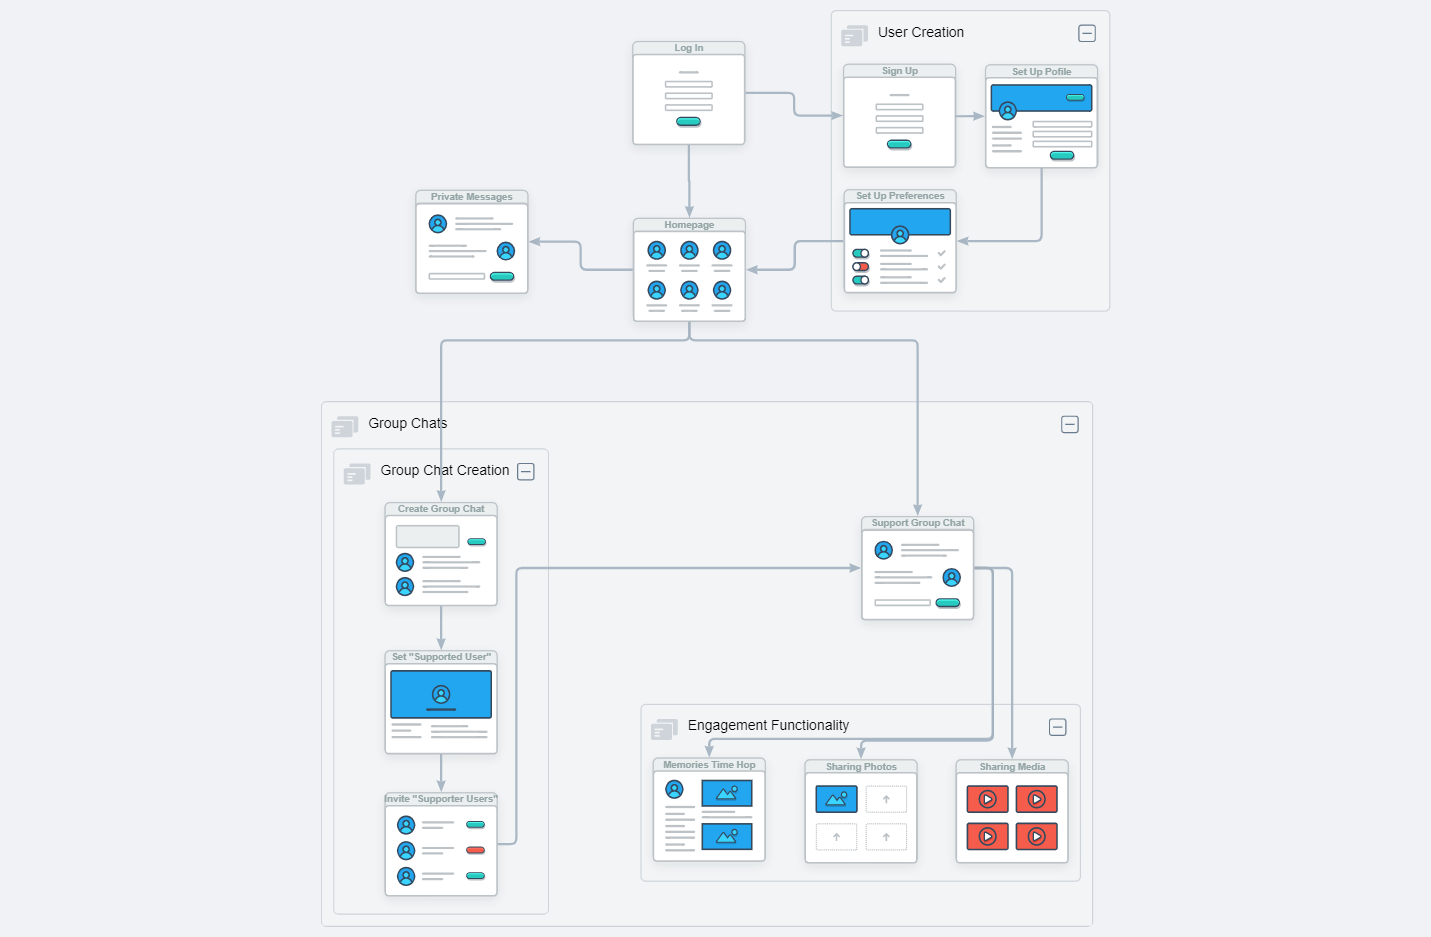 User Creation
Log In
Sign Up
Set Up Pofile
Private Messages
Set Up Preferences
Homepage
Group Chats
Group Chat Creation
Create Group Chat
Support Group Chat
Set "Supported User"
Engagement Functionality
Memories Time Hop
Sharing Photos
Sharing Media
Invite "Supporter Users"